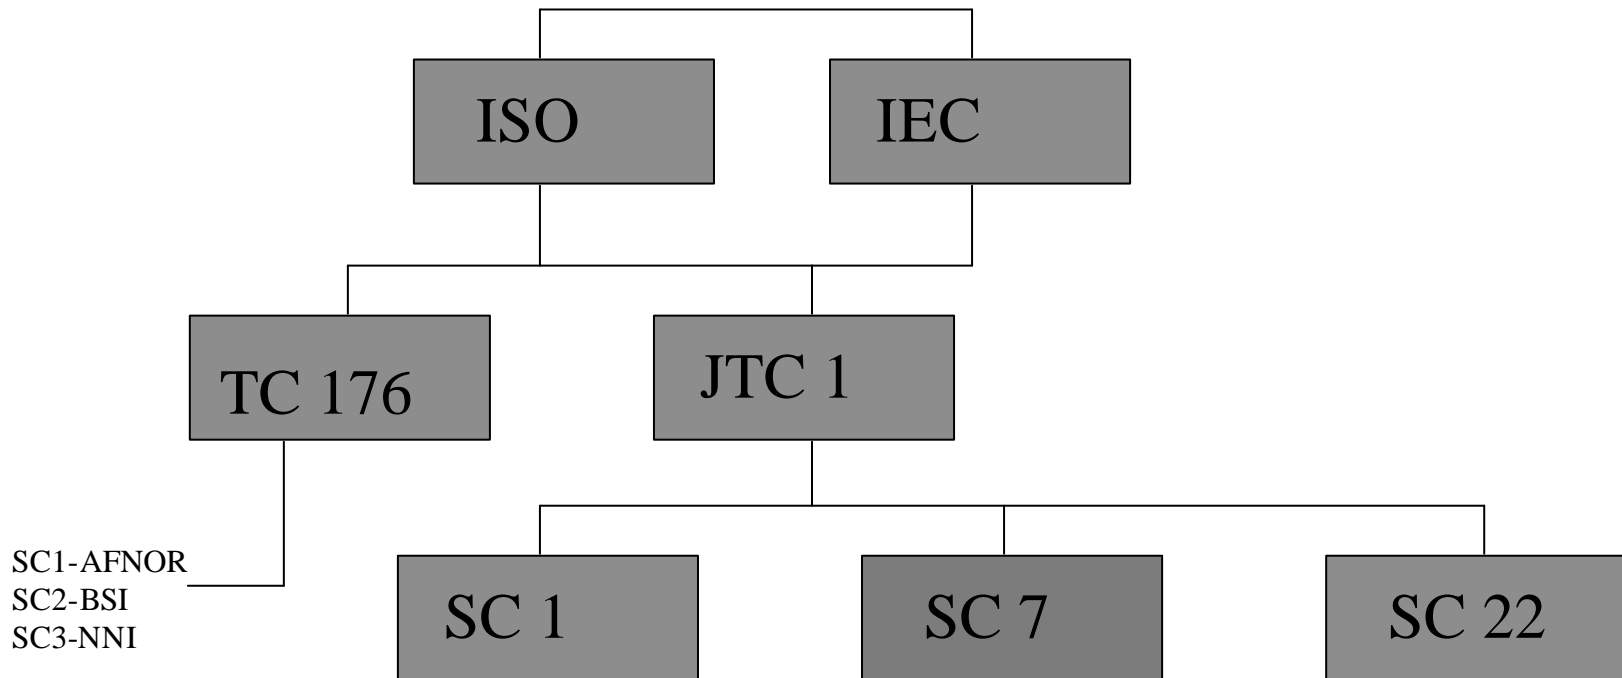 ISO
IEC
TC 176
JTC 1
SC1-AFNOR
SC2-BSI
SC3-NNI
SC 1
SC 7
SC 22